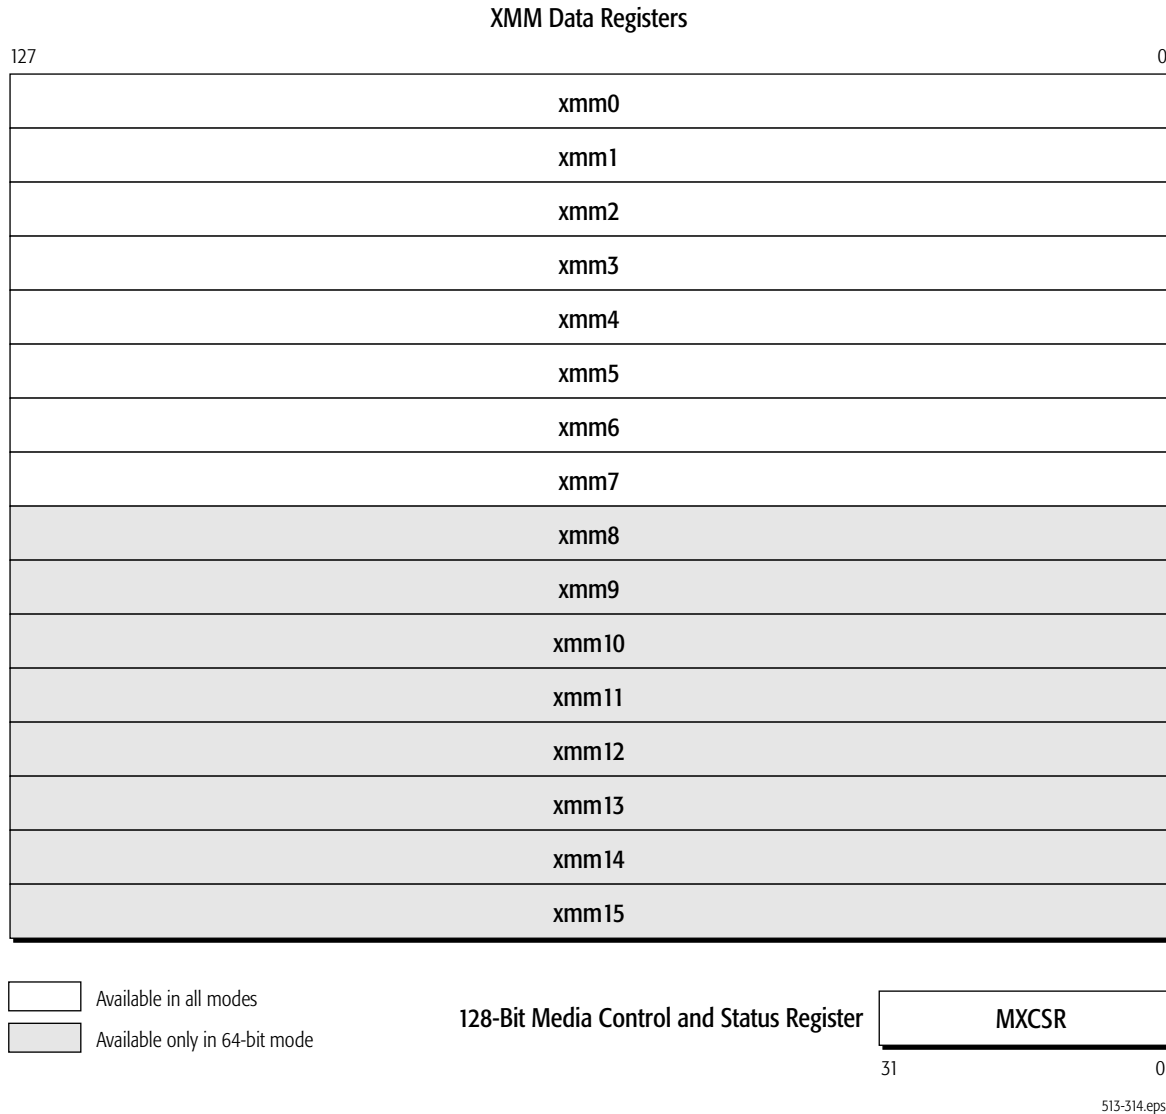 XMM Data Registers
127 0
xmm0
xmm1
xmm2
xmm3
xmm4
xmm5
xmm6
xmm7
xmm8
xmm9
xmm10
xmm11
xmm12
xmm13
xmm14
xmm15
Available in all modes
Available only in 64-bit mode
128-Bit Media Control and Status Register MXCSR
31 0
513-314.eps